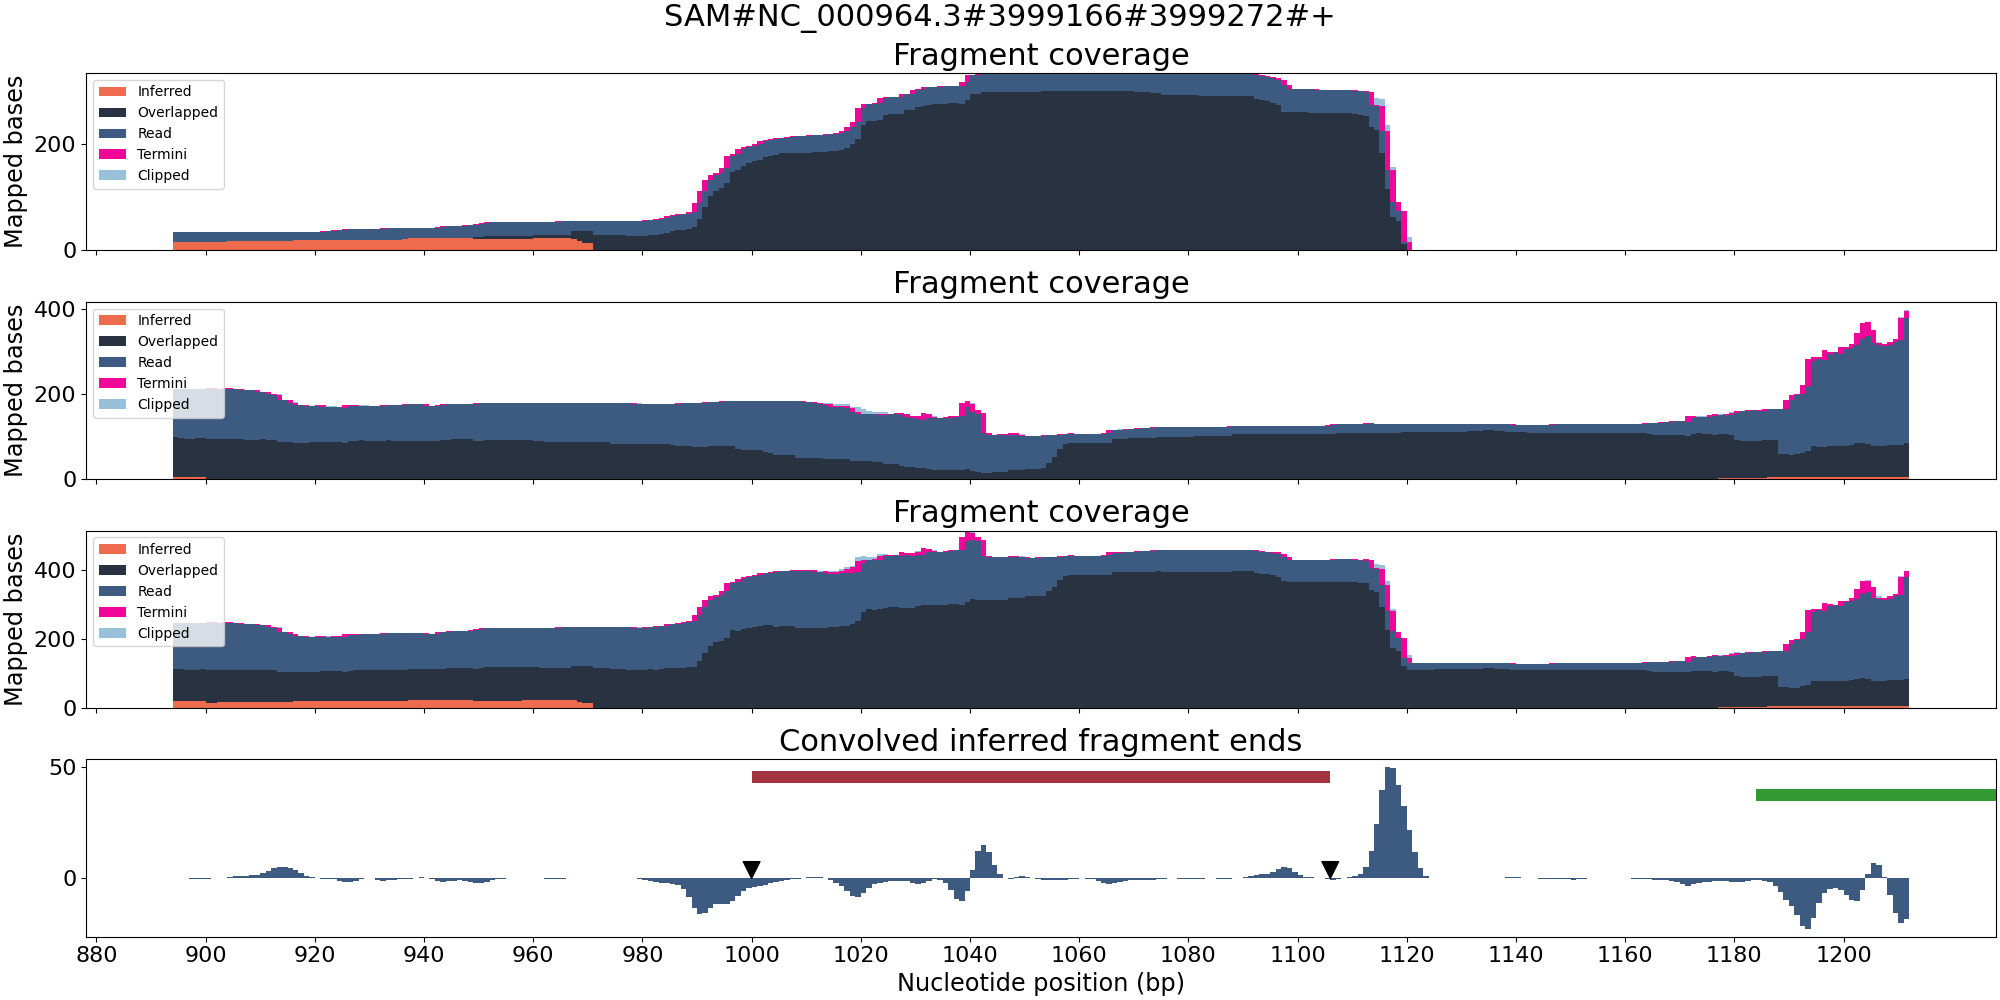 SAM#NC_000964.3#3999166#3999272#+
Fragment coverage
Mapped bases
200
0
Inferred
Overlapped
Read
Termini
Clipped
Fragment coverage
Mapped bases
400
200
0
Inferred
Overlapped
Read
Termini
Clipped
Fragment coverage
Mapped bases
400
200
0
Inferred
Overlapped
Read
Termini
Clipped
Convolved inferred fragment ends
50
0
880 900 920 940 960 980 1000 1020 1040 1060 1080 1100 1120 1140 1160 1180 1200
Nucleotide position (bp)